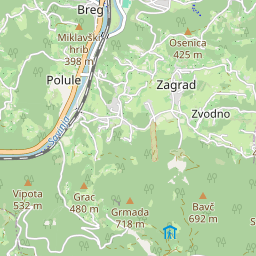 Breg
Miklavški
hrib
398 m
Osenica
425 m
Polule
Zagrad
Zvodno
Savinja
Vipota
532 m
Grac
480 m
Grmada
718 m
Bavč
692 m